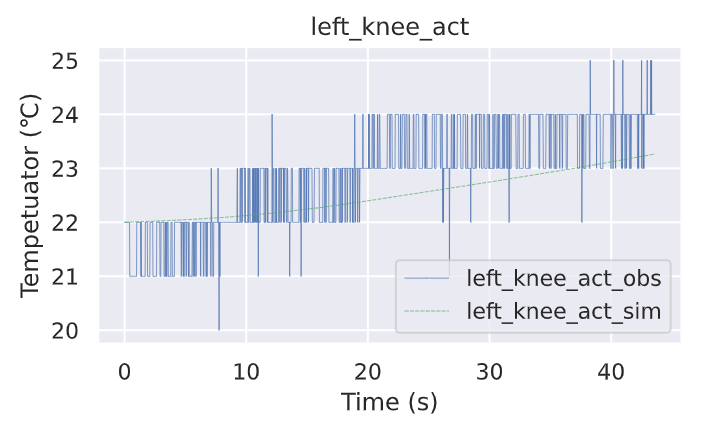 left_knee_act
Tempetuator (℃)
25
24
23
22
21
20
left_knee_act_obs
left_knee_act_sim
0 10 20 30 40
Time (s)